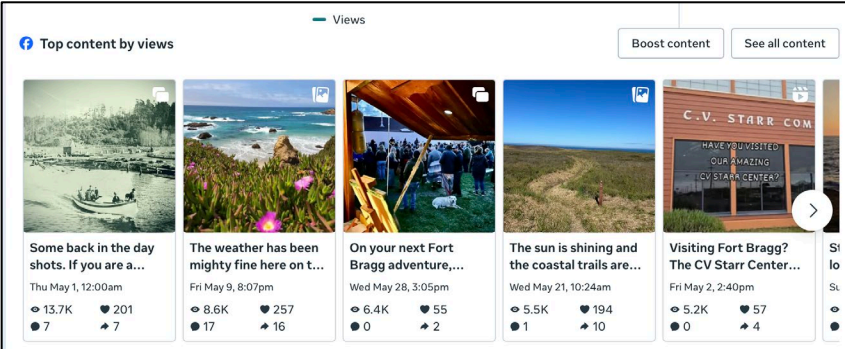 Views
Top content by views
Boost content
See all content
C.V. STARR COM
HAVE YOU VISITED
OUR AMAZING
CV STARR CENTER?
Some back in the day
shots. If you are a...
Thu May 1, 12:00am
13.7K 201
7 7
The weather has been
mighty fine here on t...
Fri May 9, 8:07pm
8.6K 257
17 16
On your next Fort
Bragg adventure,...
Wed May 28, 3:05pm
6.4K 55
0 2
The sun is shining and
the coastal trails are...
Wed May 21, 10:24am
5.5K 194
1 10
Visiting Fort Bragg?
The CV Starr Center...
Fri May 2, 2:40pm
5.2K 57
0 4
St
lo